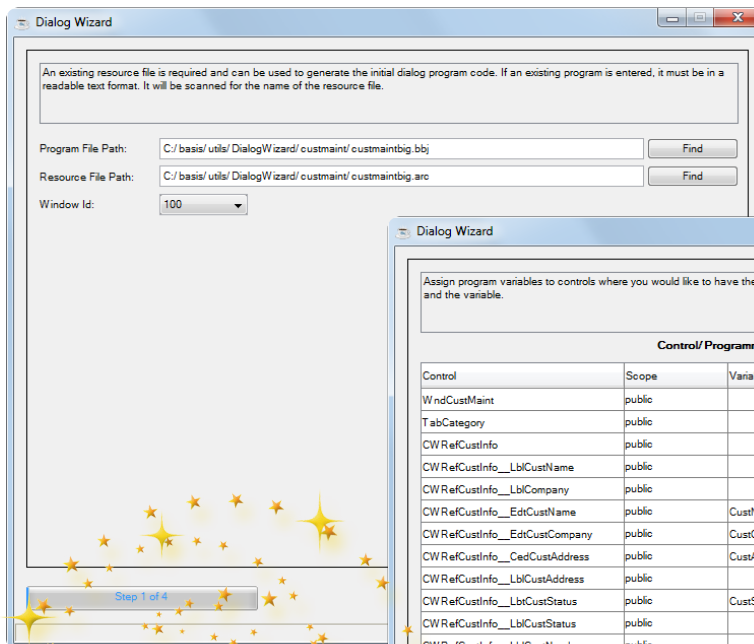 Dialog Wizard
An existing resource file is required and can be used to generate the initial dialog program code. If an existing program is entered, it must be in a
readable text format. It will be scanned for the name of the resource file.
Program File Path: C:/basis/utils/DialogWizard/custmaint/custmaintbig.bbj Find
Resource File Path: C:/basis/utils/DialogWizard/custmaint/custmaintbig.arc Find
Window Id: 100
Step 1 of 4
Dialog Wizard
Assign program variables to controls where you would like to have the
and the variable.
Control/Programm
Control Scope Varia
WndCustMaint public
TabCategory public
CWRefCustInfo public
CWRefCustInfo__LblCustName public
CWRefCustInfo__LblCompany public
CWRefCustInfo__EdtCustName public CustN
CWRefCustInfo__EdtCustCompany public CustC
CWRefCustInfo__CedCustAddress public CustA
CWRefCustInfo__LblCustAddress public
CWRefCustInfo__LbtCustStatus public CustS
CWRefCustInfo__LblCustStatus public